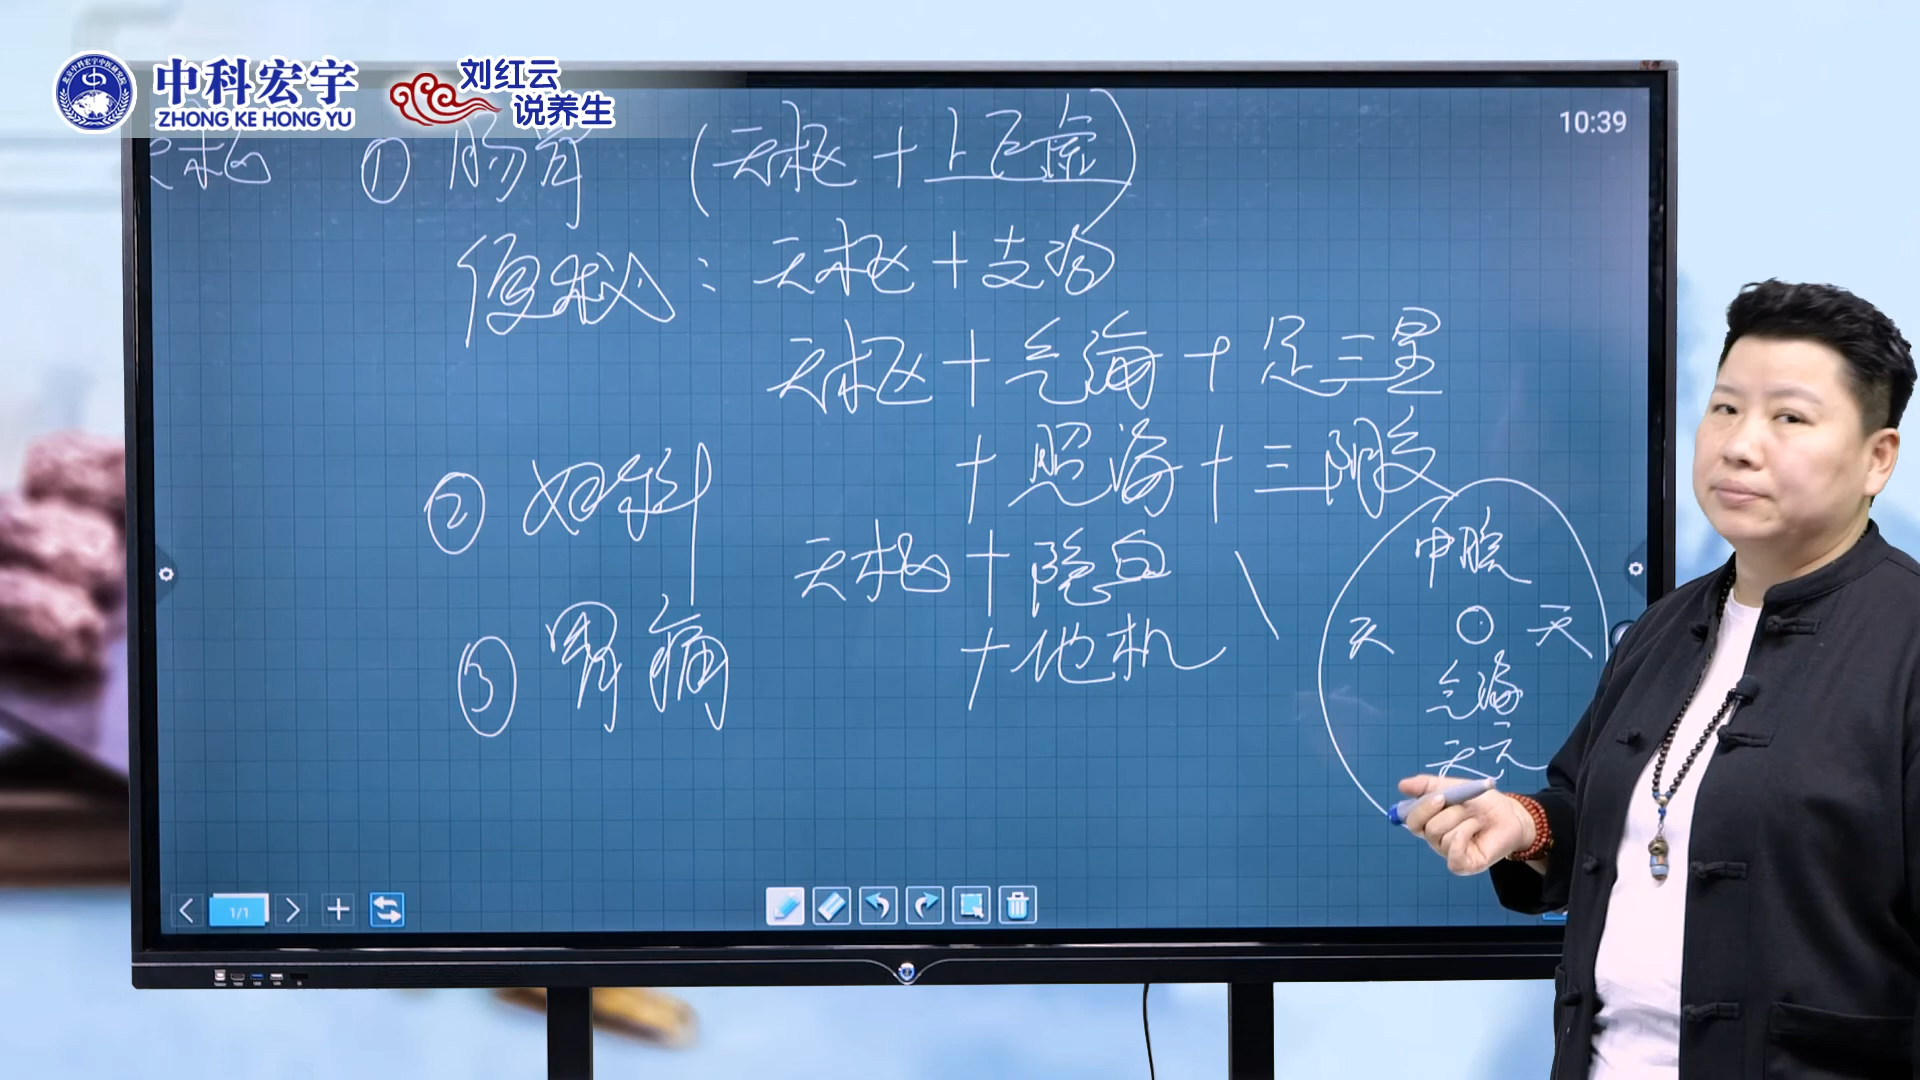 中科宏宇
ZHONG KE HONG YU
刘红云
说养生
10:39
天枢 ① 肠胃 (天枢+上巨虚)
便秘：天枢+支沟
天枢+气海+足三里
+照海+三阴交
② 妇科
天枢+隐白
+地机
③ 胃痛
中脘
天 天
气海
1/1